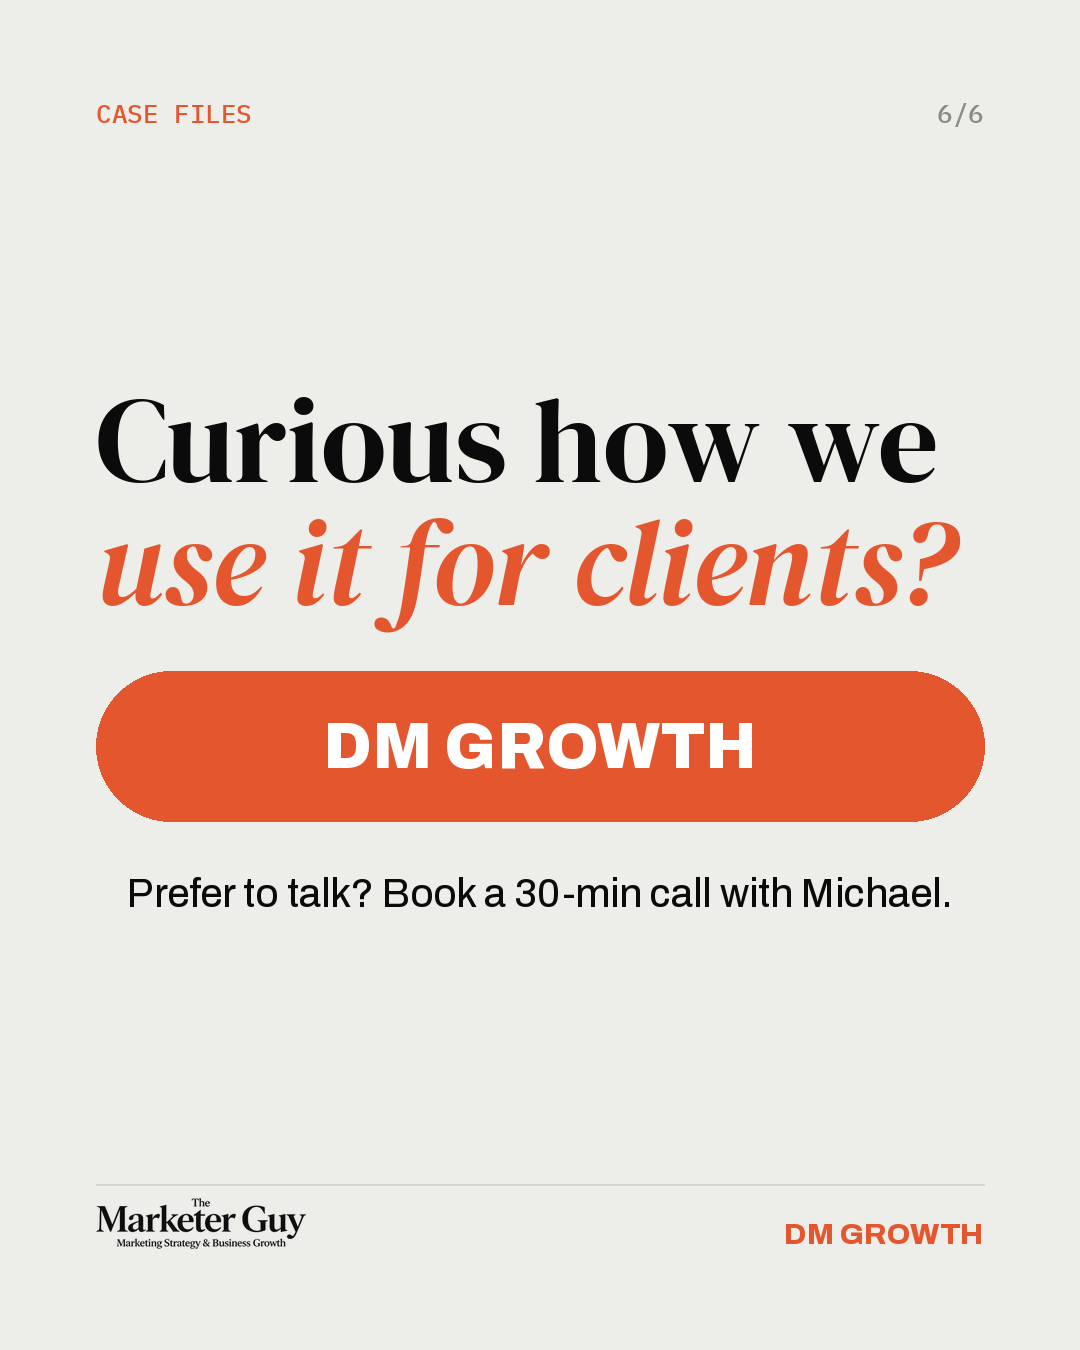 CASE FILES
6/6
Curious how we
use it for clients?
DM GROWTH
Prefer to talk? Book a 30-min call with Michael.
The
Marketer Guy
Marketing Strategy & Business Growth
DM GROWTH